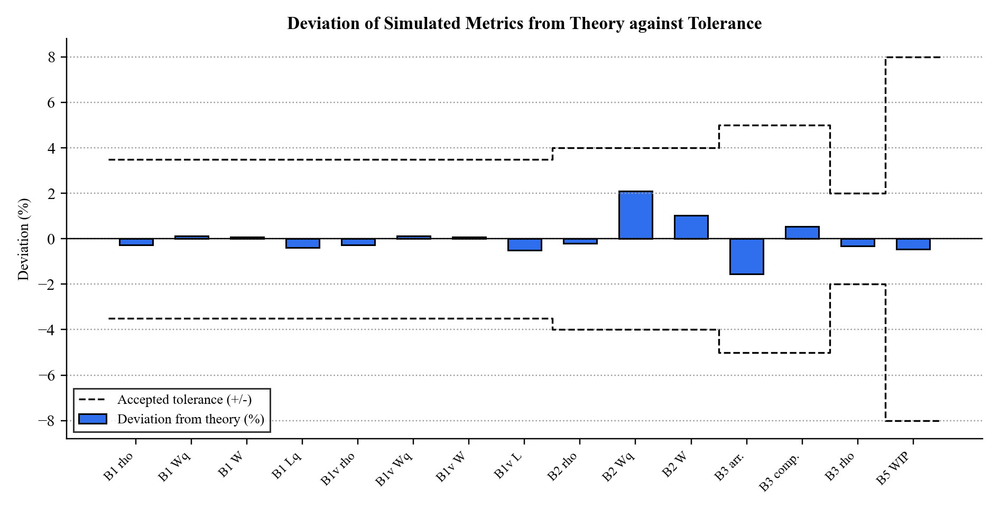 Deviation of Simulated Metrics from Theory against Tolerance
Deviation (%)
8
6
4
2
0
−2
−4
−6
−8
Accepted tolerance (+/-)
Deviation from theory (%)
B1 rho
B1 Wq
B1 W
B1 Lq
B1v rho
B1v Wq
B1v W
B1v L
B2 rho
B2 Wq
B2 W
B3 arr.
B3 comp.
B3 rho
B5 WIP